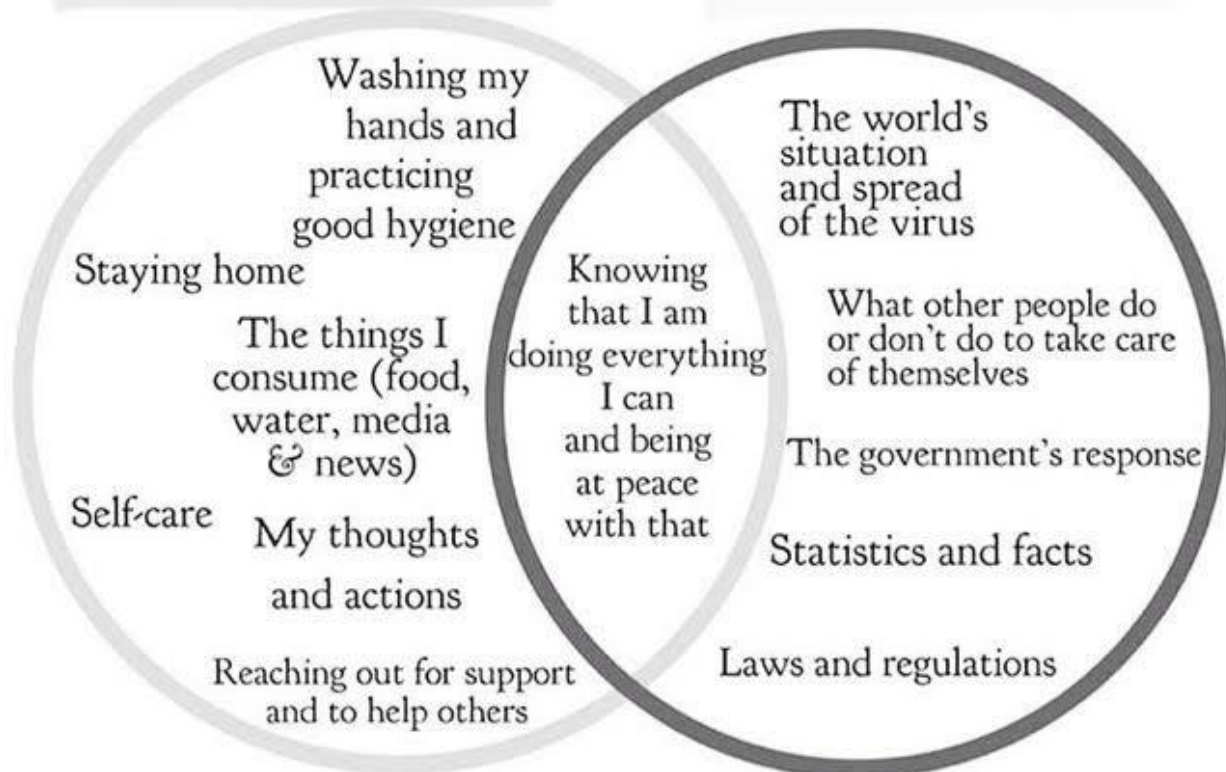 Washing my
hands and
practicing
good hygiene
Staying home
The things I
consume (food,
water, media
& news)
Self-care
My thoughts
and actions
Reaching out for support
and to help others
Knowing
that I am
doing everything
I can
and being
at peace
with that
The world's
situation
and spread
of the virus
What other people do
or don't do to take care
of themselves
The government's response
Statistics and facts
Laws and regulations